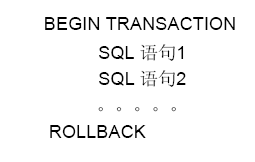 BEGIN TRANSACTION
SQL 语句1
SQL 语句2
。。。。。
ROLLBACK